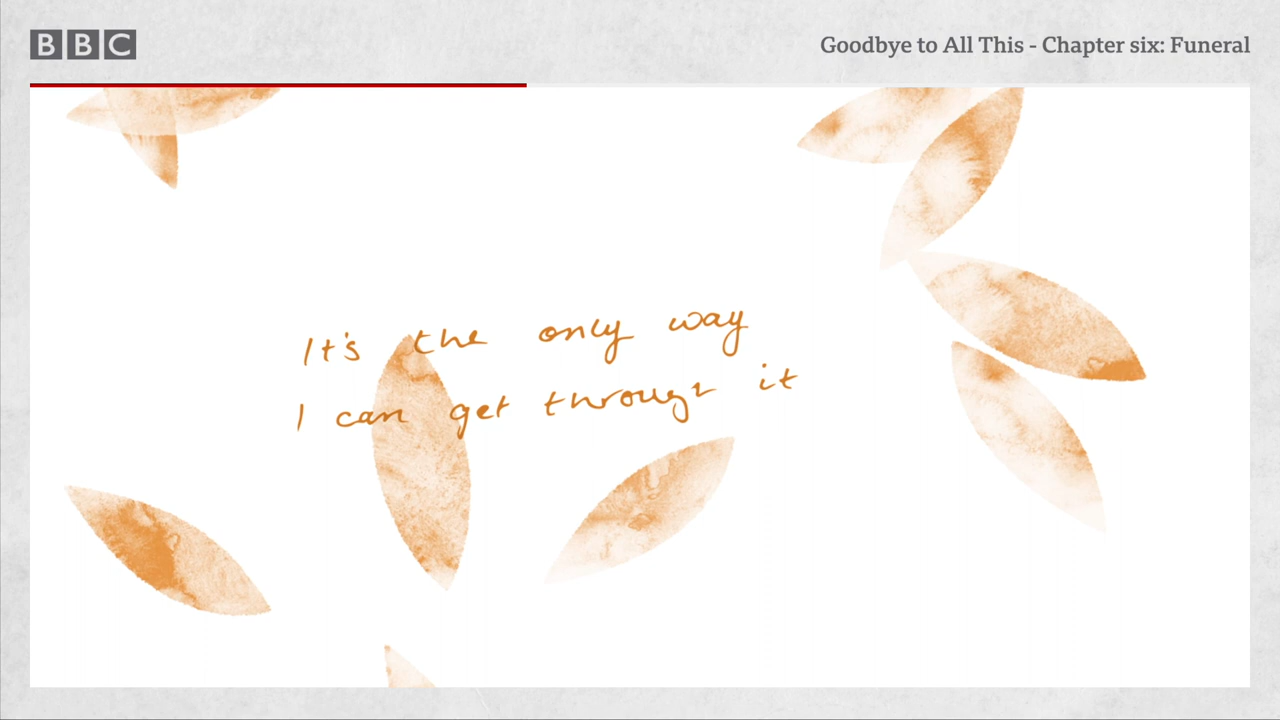 BBC
Goodbye to All This - Chapter six: Funeral
It's the only way
I can get through it